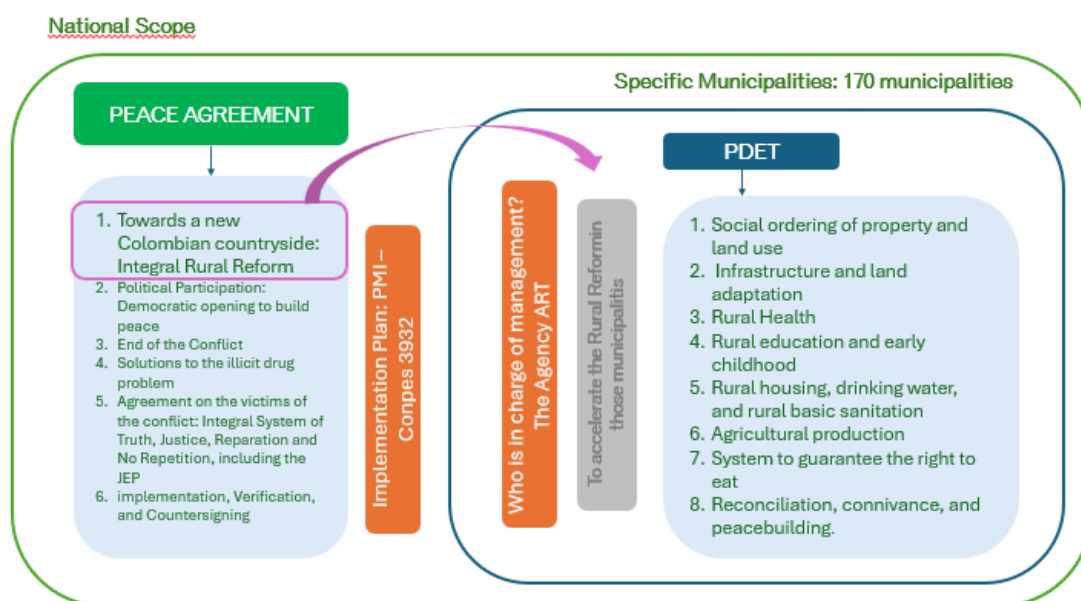 National Scope
Specific Municipalities: 170 municipalities
PEACE AGREEMENT
1. Towards a new
Colombian countryside:
Integral Rural Reform
2. Political Participation:
Democratic opening to build
peace
3. End of the Conflict
4. Solutions to the illicit drug
problem
5. Agreement on the victims of
the conflict: Integral System of
Truth, Justice, Reparation and
No Repetition, including the
JEP
6. implementation, Verification,
and Countersigning
Implementation Plan: PMI –
Conpes 3932
Who is in charge of management?
The Agency ART
To accelerate the Rural Reformin
those municipalitis
PDET
1. Social ordering of property and
land use
2. Infrastructure and land
adaptation
3. Rural Health
4. Rural education and early
childhood
5. Rural housing, drinking water,
and rural basic sanitation
6. Agricultural production
7. System to guarantee the right to
eat
8. Reconciliation, connivance, and
peacebuilding.